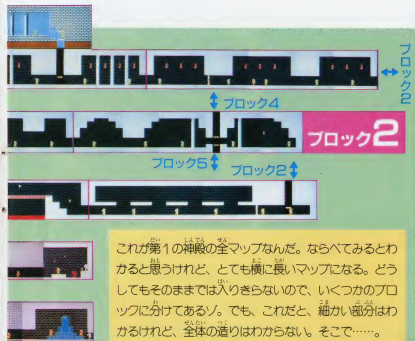 ブロック2
ブロック4
ブロック2
ブロック5
ブロック2
これが第1の神殿の全マップなんだ。ならべてみるとわ
かると思うけれど、とても横に長いマップになる。どう
してもそのままでは入りきらないので、いくつかのブロ
ックに分けてあるゾ。でも、これだと、細かい部分はわ
かるけれど、全体の造りはわからない。そこで……。